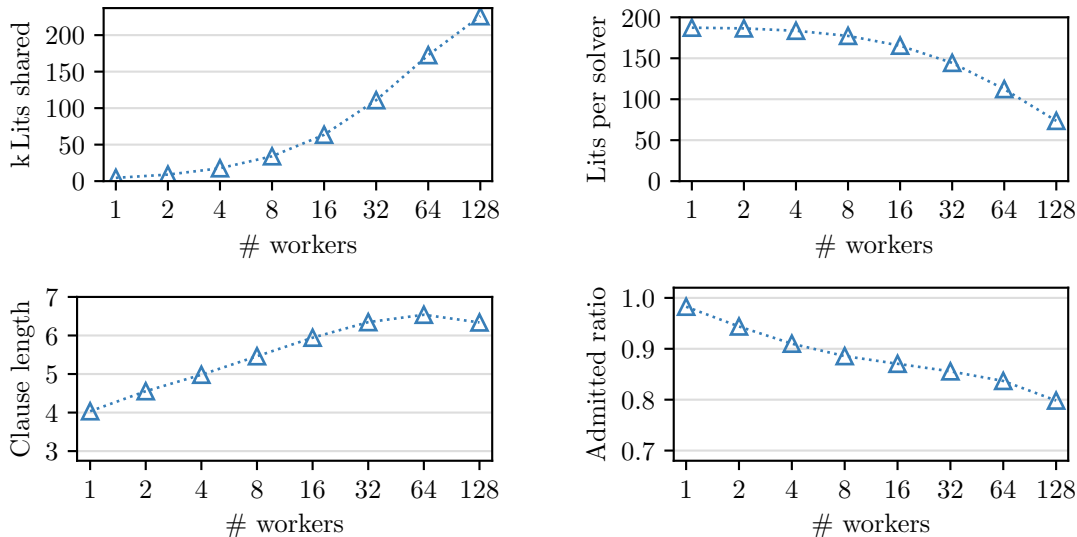 k Lits shared
200
150
100
50
0
1 2 4 8 16 32 64 128
# workers
Lits per solver
200
150
100
50
0
1 2 4 8 16 32 64 128
# workers
Clause length
7
6
5
4
3
1 2 4 8 16 32 64 128
# workers
Admitted ratio
1.0
0.9
0.8
0.7
1 2 4 8 16 32 64 128
# workers